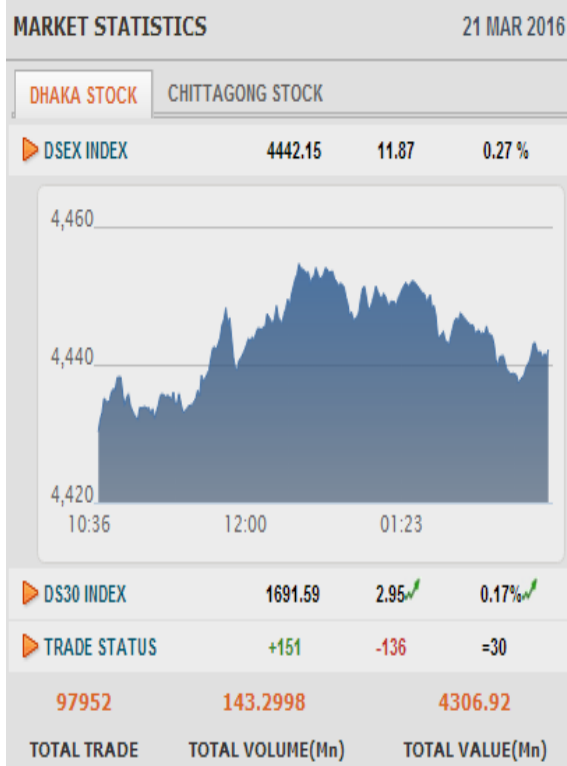 MARKET STATISTICS 21 MAR 2016
DHAKA STOCK CHITTAGONG STOCK
DSEX INDEX 4442.15 11.87 0.27 %
4,460
4,440
4,420
10:36 12:00 01:23
DS30 INDEX 1691.59 2.95 0.17%
TRADE STATUS +151 -136 =30
97952 143.2998 4306.92
TOTAL TRADE TOTAL VOLUME(Mn) TOTAL VALUE(Mn)